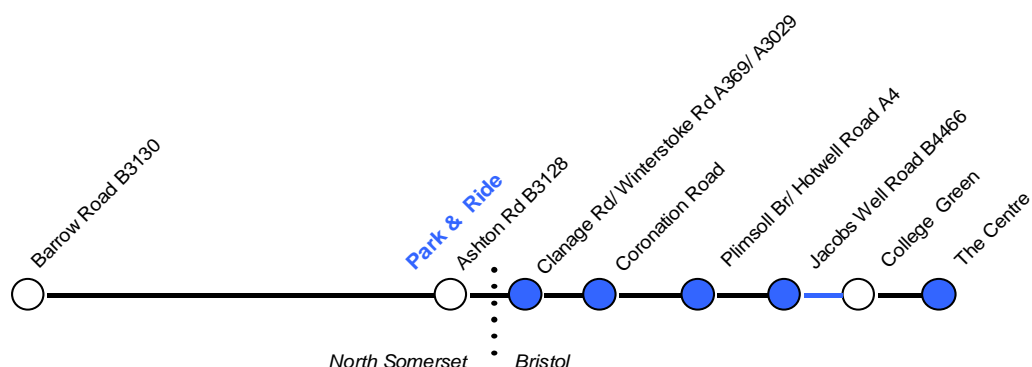 Barrow Road B3130
Park & Ride
Ashton Rd B3128
Clanage Rd/ Winterstoke Rd A369/ A3029
Coronation Road
Plimsoll Br/ Hotwell Road A4
Jacobs Well Road B4466
College Green
The Centre
North Somerset
Bristol